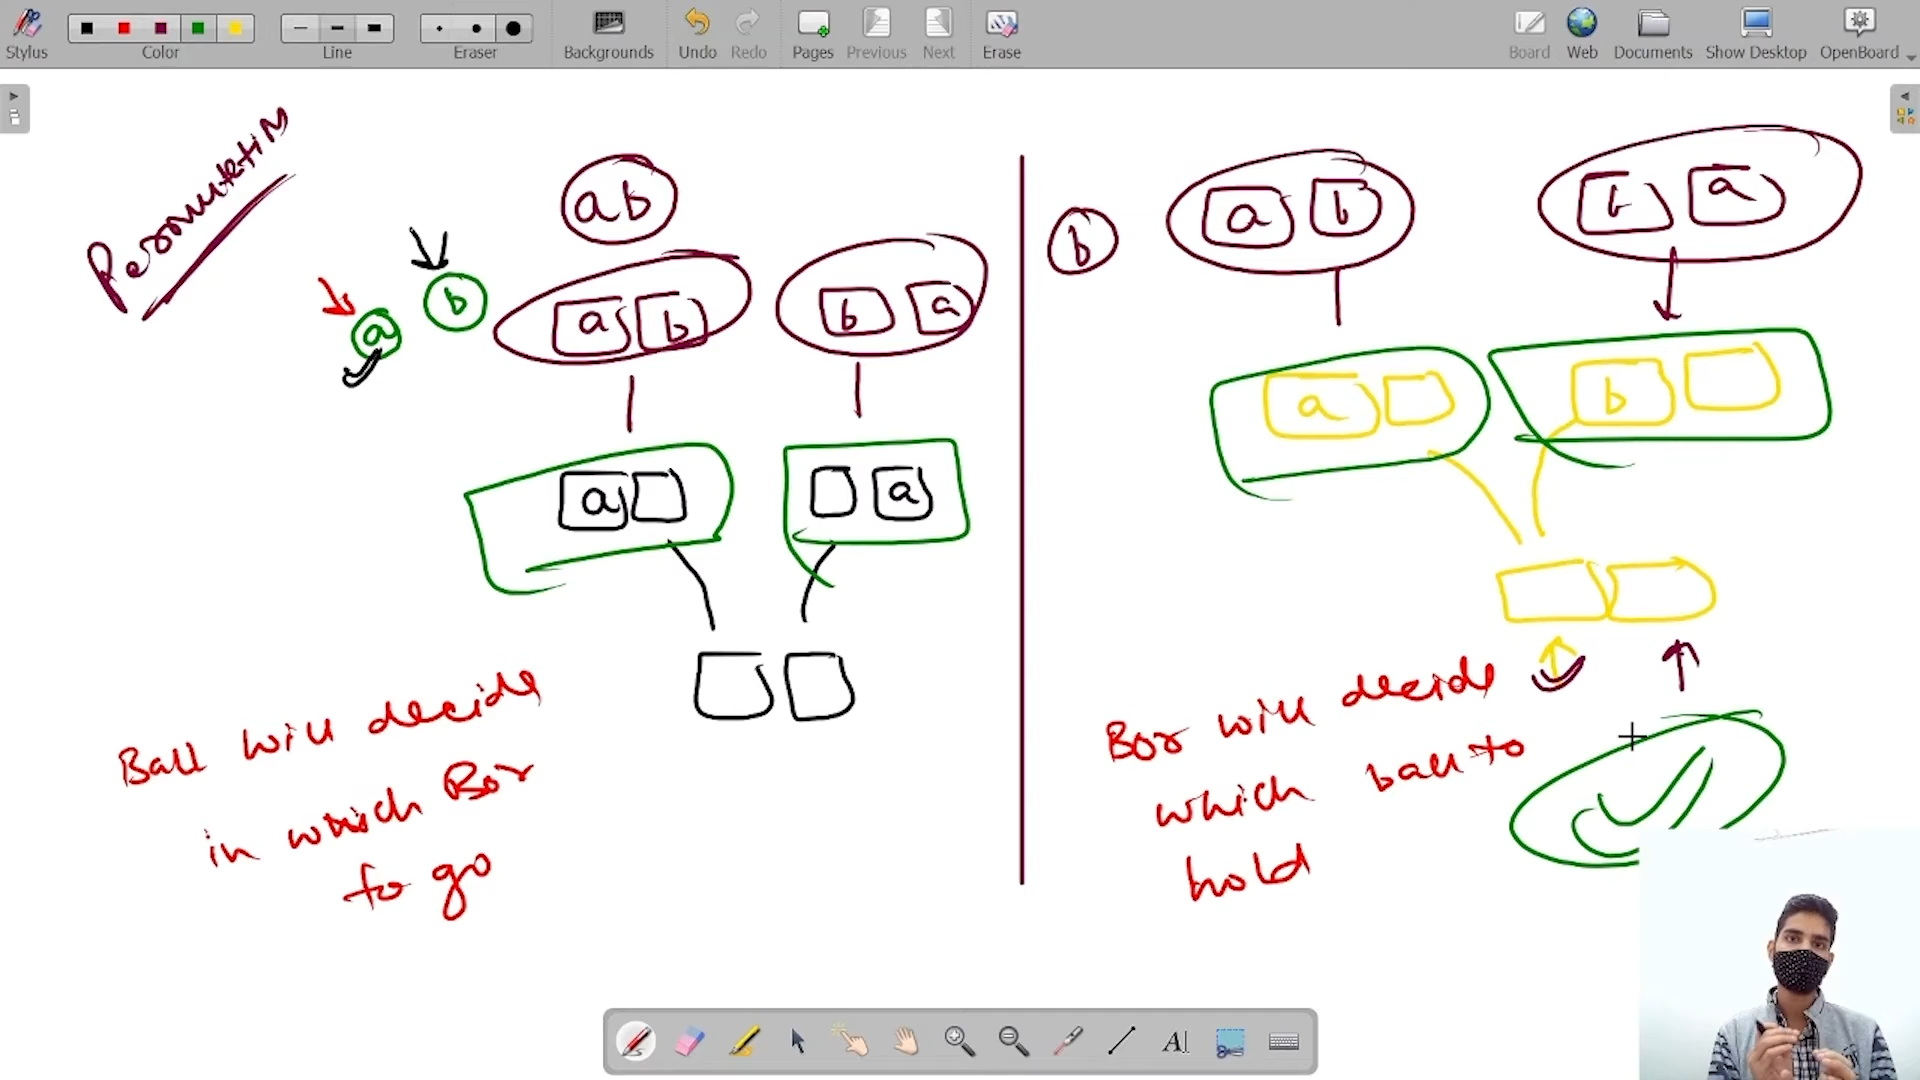 Stylus
Color
Line
Eraser
Backgrounds
Undo
Redo
Pages
Previous
Next
Erase
Board
Web
Documents
Show Desktop
OpenBoard
Permutation
ab
a
b
a b
b a
a
a
Ball will decide
in which Box
to go
b
a b
b a
a
b
Box will decide
which ball to
hold